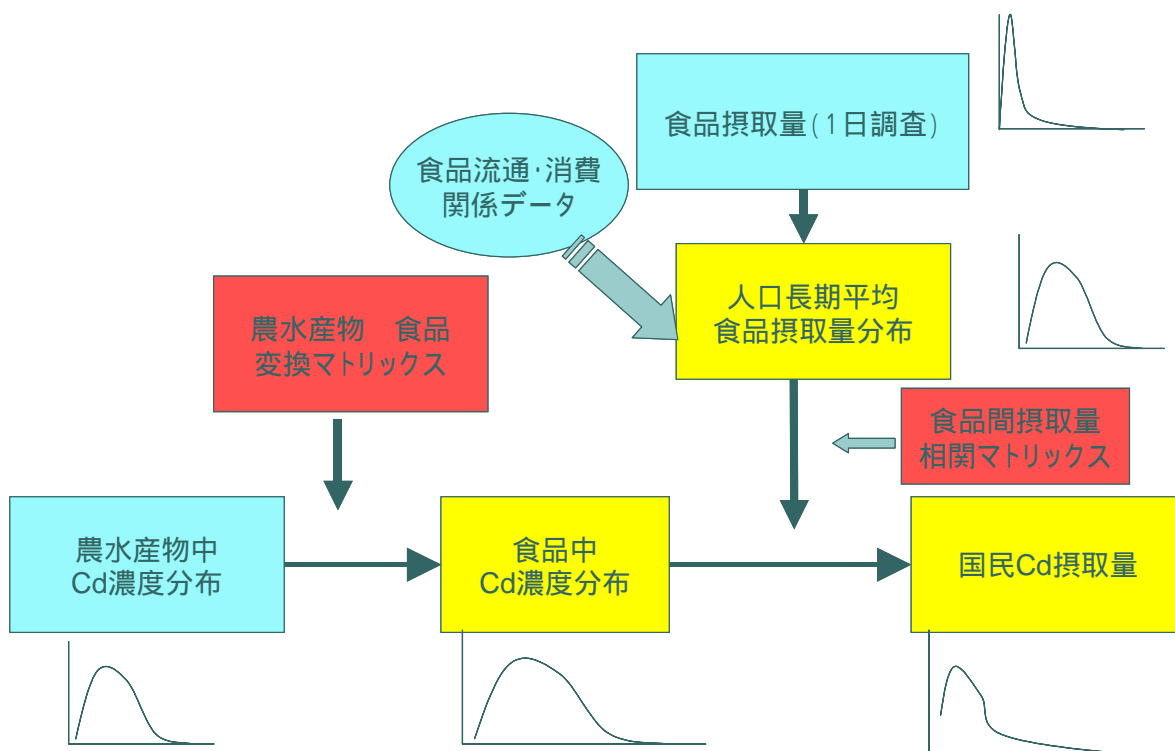 食品摂取量(1日調査)
食品流通・消費
関係データ
人口長期平均
食品摂取量分布
農水産物　食品
変換マトリックス
食品間摂取量
相関マトリックス
農水産物中
Cd濃度分布
食品中
Cd濃度分布
国民Cd摂取量